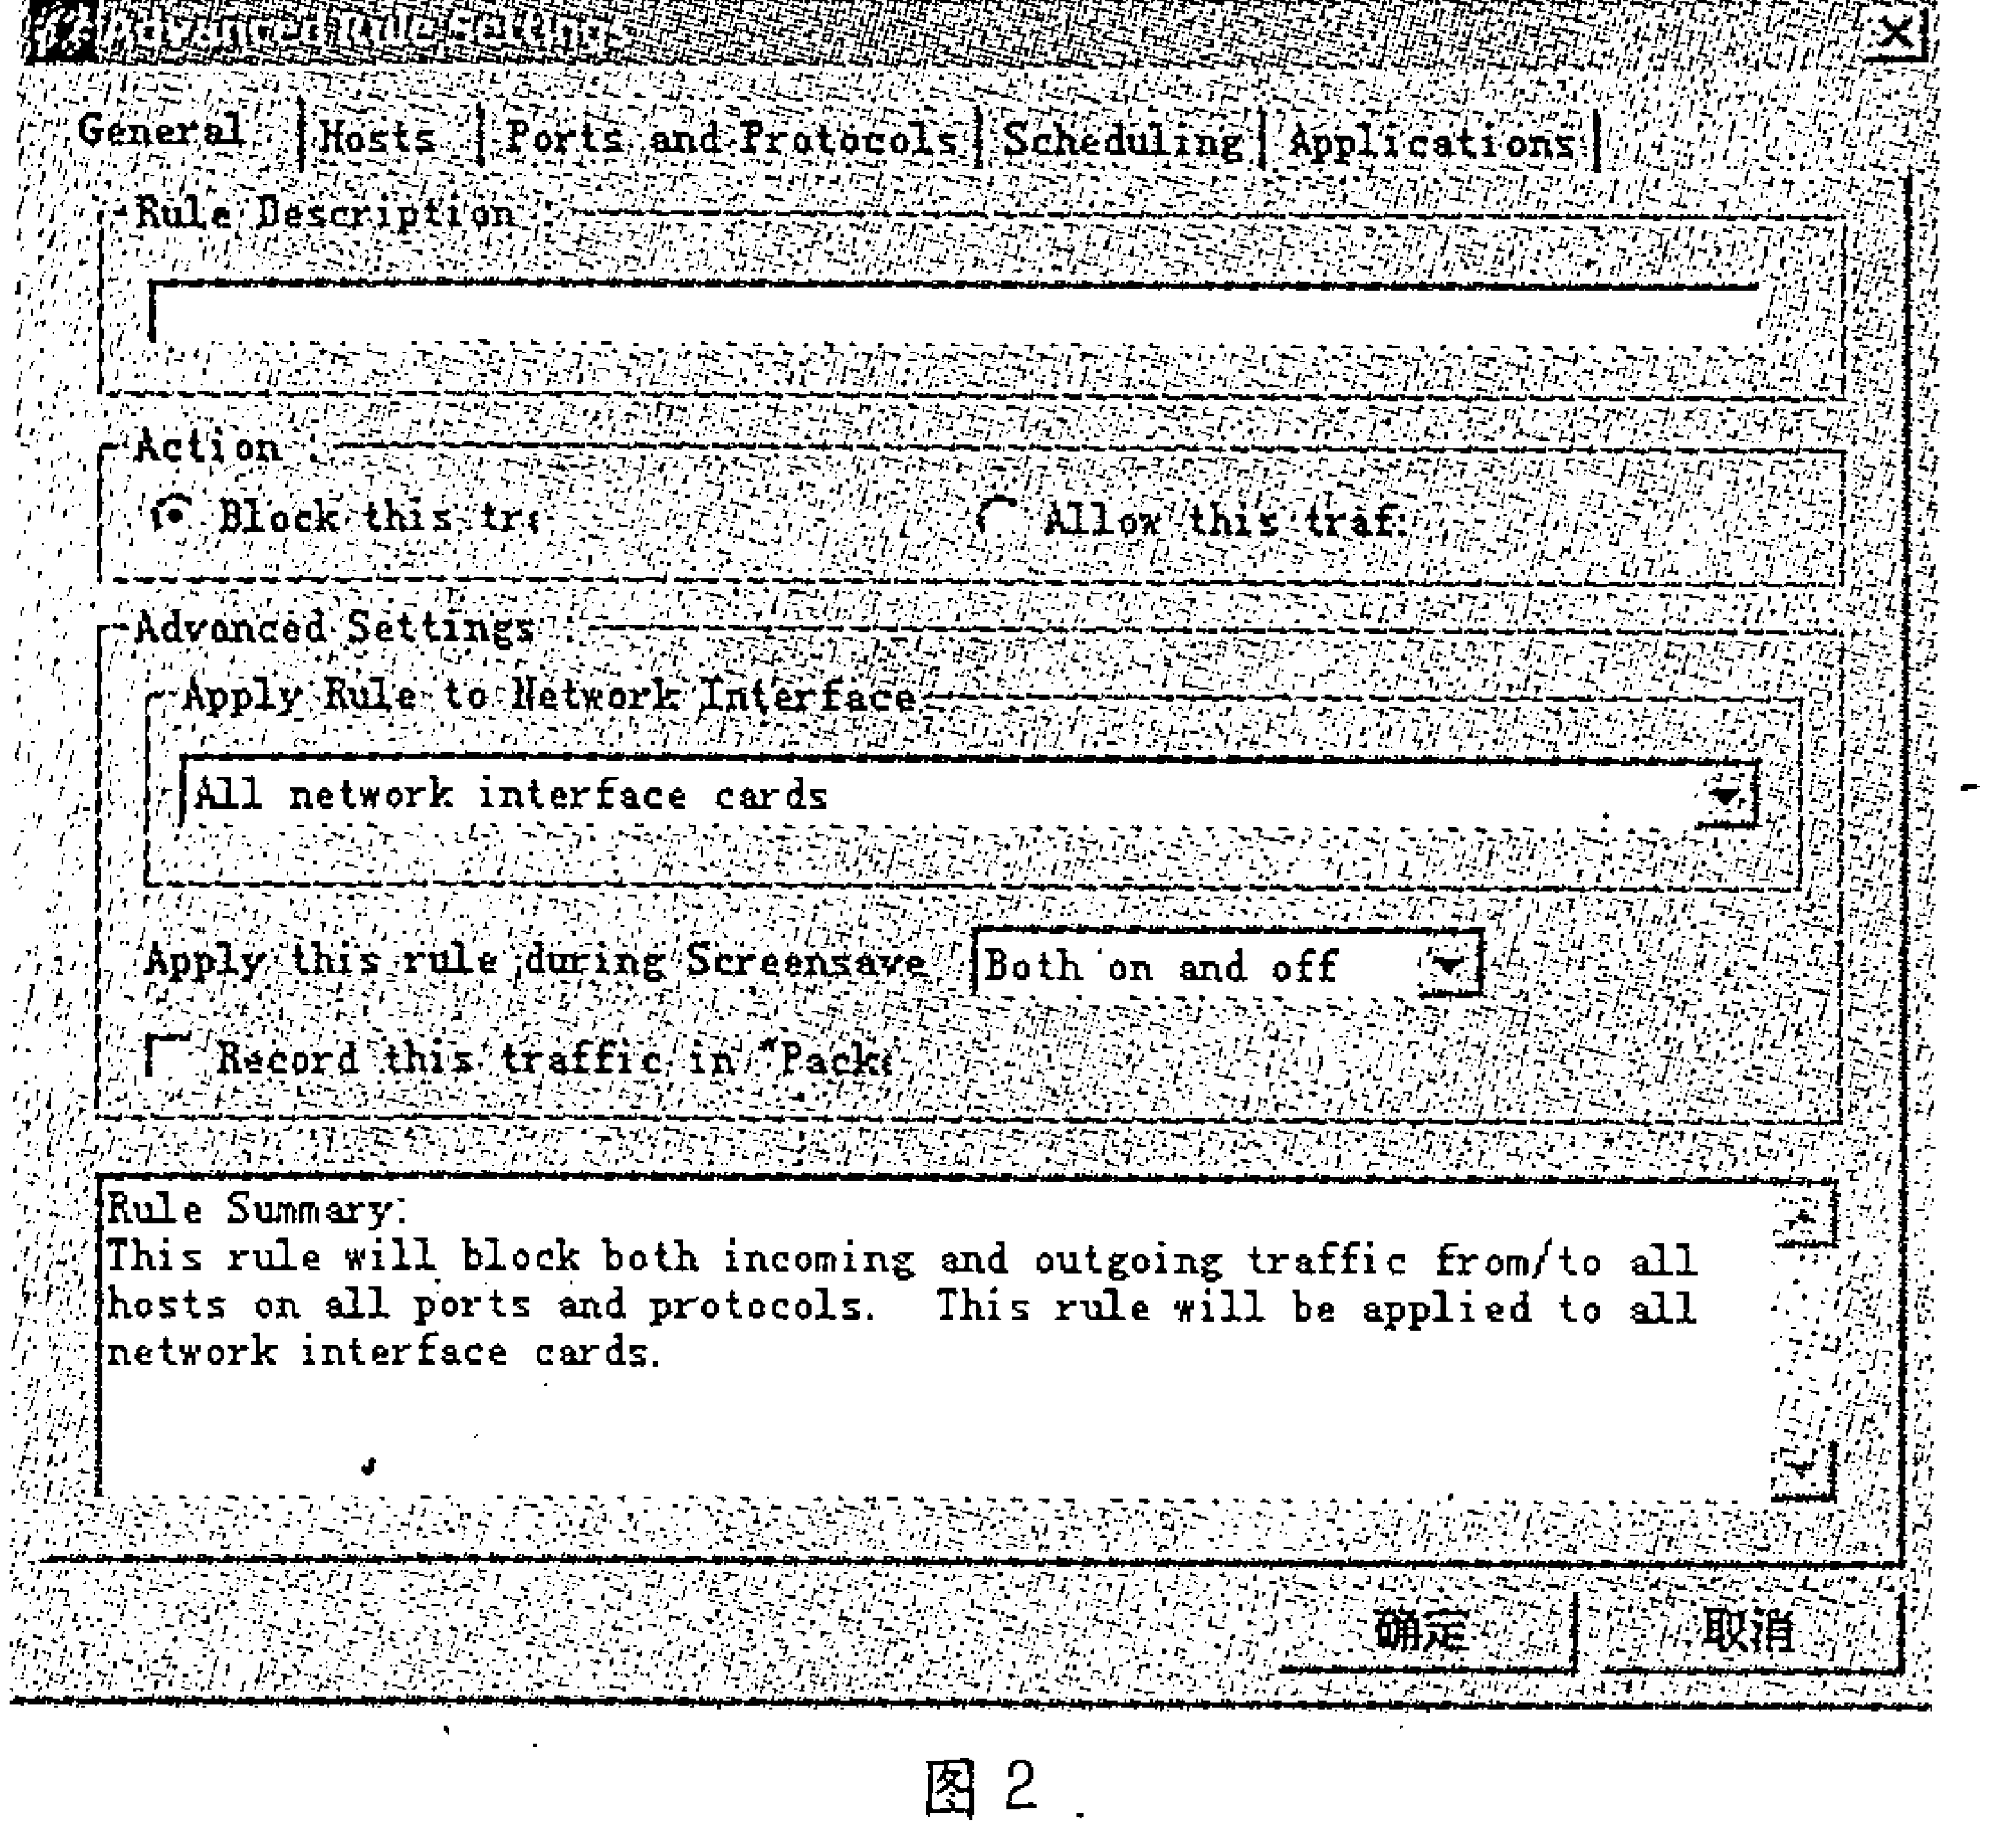 Advanced Rule Settings
General Hosts Ports and Protocols Scheduling Applications
Rule Description :
Action :
Block this tr Allow this traf
Advanced Settings :
Apply Rule to Network Interface
All network interface cards
Apply this rule during Screensave Both on and off
Record this traffic in "Pack
Rule Summary:
This rule will block both incoming and outgoing traffic from/to all
hosts on all ports and protocols. This rule will be applied to all
network interface cards.
确定 取消
图 2